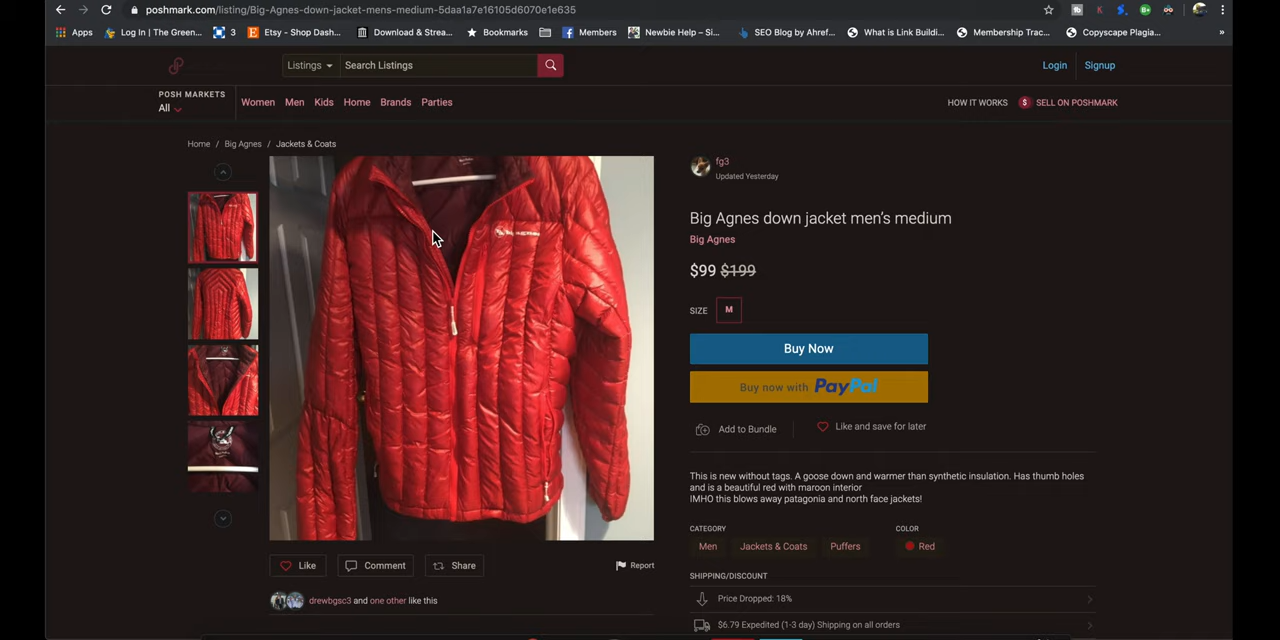 poshmark.com/listing/Big-Agnes-down-jacket-mens-medium-5daa1a7e16105d6070e1e635
Apps Log In | The Green... 3 Etsy - Shop Dash... Download & Strea... Bookmarks Members Newbie Help – Si... SEO Blog by Ahref... What is Link Buildi... Membership Trac... Copyscape Plagia... »
Listings Search Listings Login Signup
POSH MARKETS
All
Women Men Kids Home Brands Parties HOW IT WORKS $ SELL ON POSHMARK
Home / Big Agnes / Jackets & Coats
fg3
Updated Yesterday
Big Agnes down jacket men's medium
Big Agnes
$99 $199
SIZE M
Buy Now
Buy now with PayPal
Add to Bundle Like and save for later
This is new without tags. A goose down and warmer than synthetic insulation. Has thumb holes
and is a beautiful red with maroon interior
IMHO this blows away patagonia and north face jackets!
CATEGORY COLOR
Men Jackets & Coats Puffers Red
Like Comment Share Report
SHIPPING/DISCOUNT
Price Dropped: 18%
drewbgsc3 and one other like this
$6.79 Expedited (1-3 day) Shipping on all orders